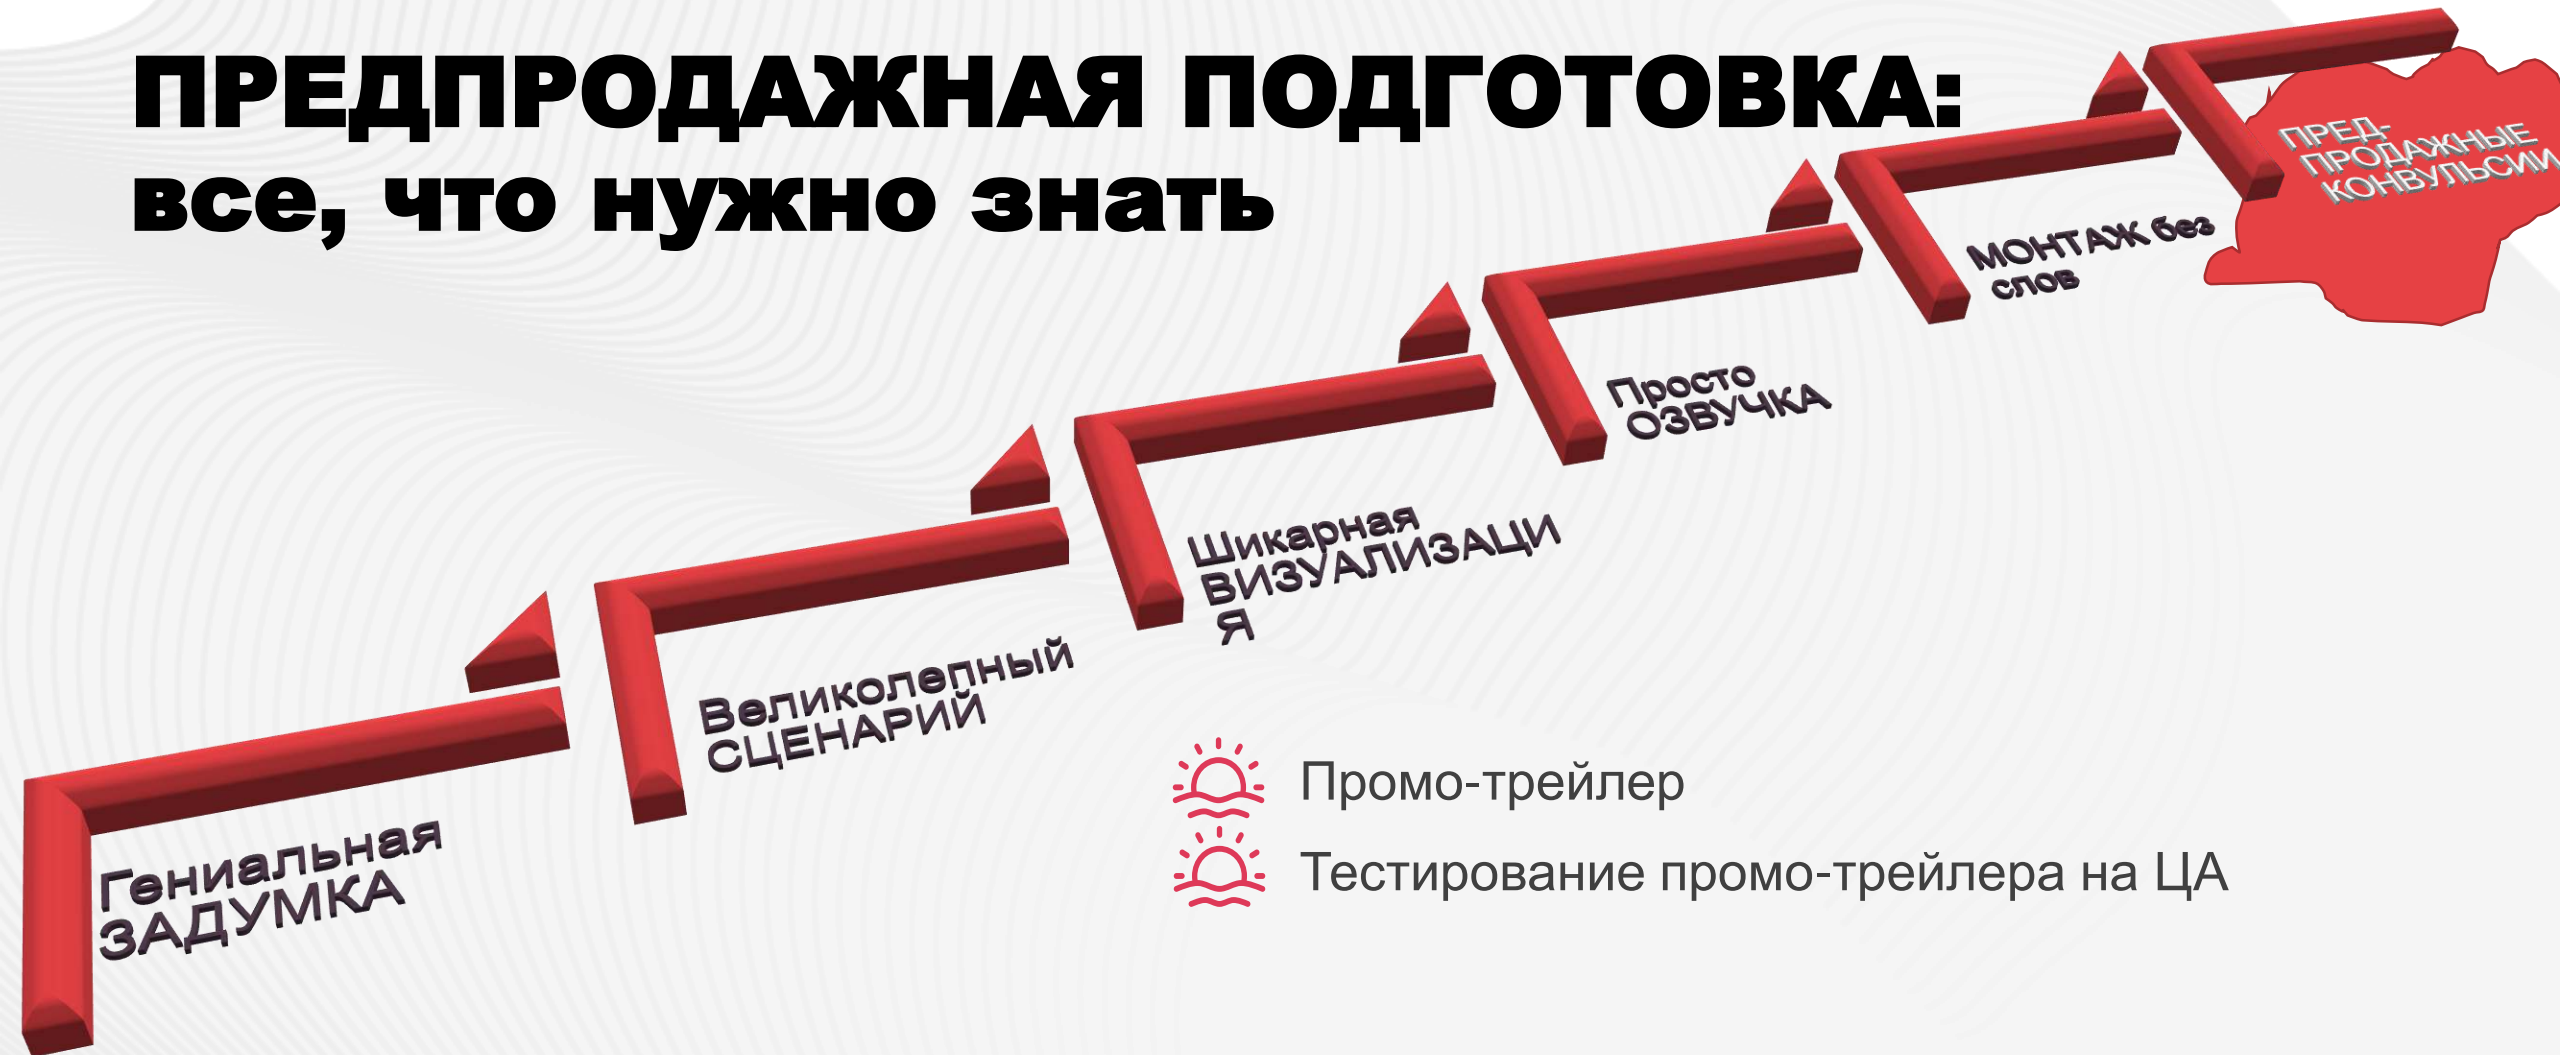 ПРЕДПРОДАЖНАЯ ПОДГОТОВКА:
все, что нужно знать
Гениальная
ЗАДУМКА
Великолепный
СЦЕНАРИЙ
Шикарная
ВИЗУАЛИЗАЦИ
Я
Просто
ОЗВУЧКА
МОНТАЖ без
слов
ПРЕД-
ПРОДАЖНЫЕ
КОНВУЛЬСИИ
Промо-трейлер
Тестирование промо-трейлера на ЦА